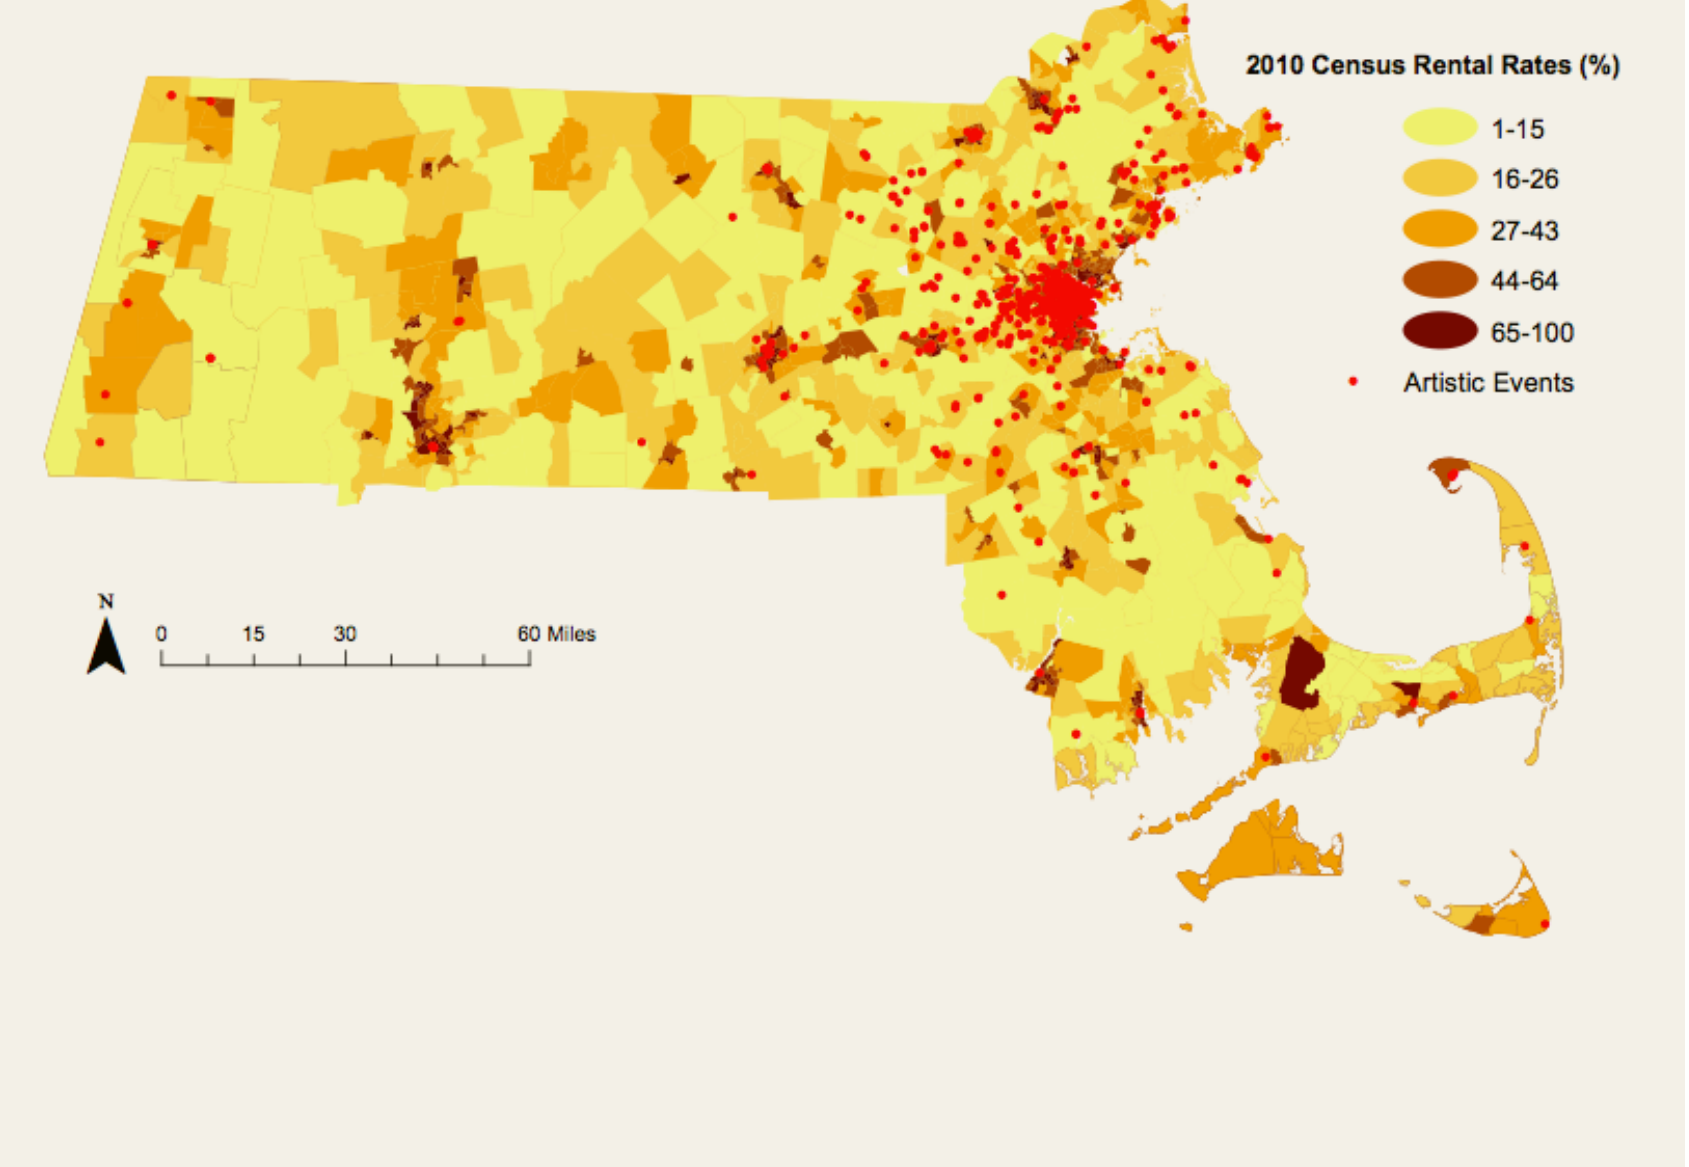 2010 Census Rental Rates (%)
1-15
16-26
27-43
44-64
65-100
Artistic Events
N
0 15 30 60 Miles